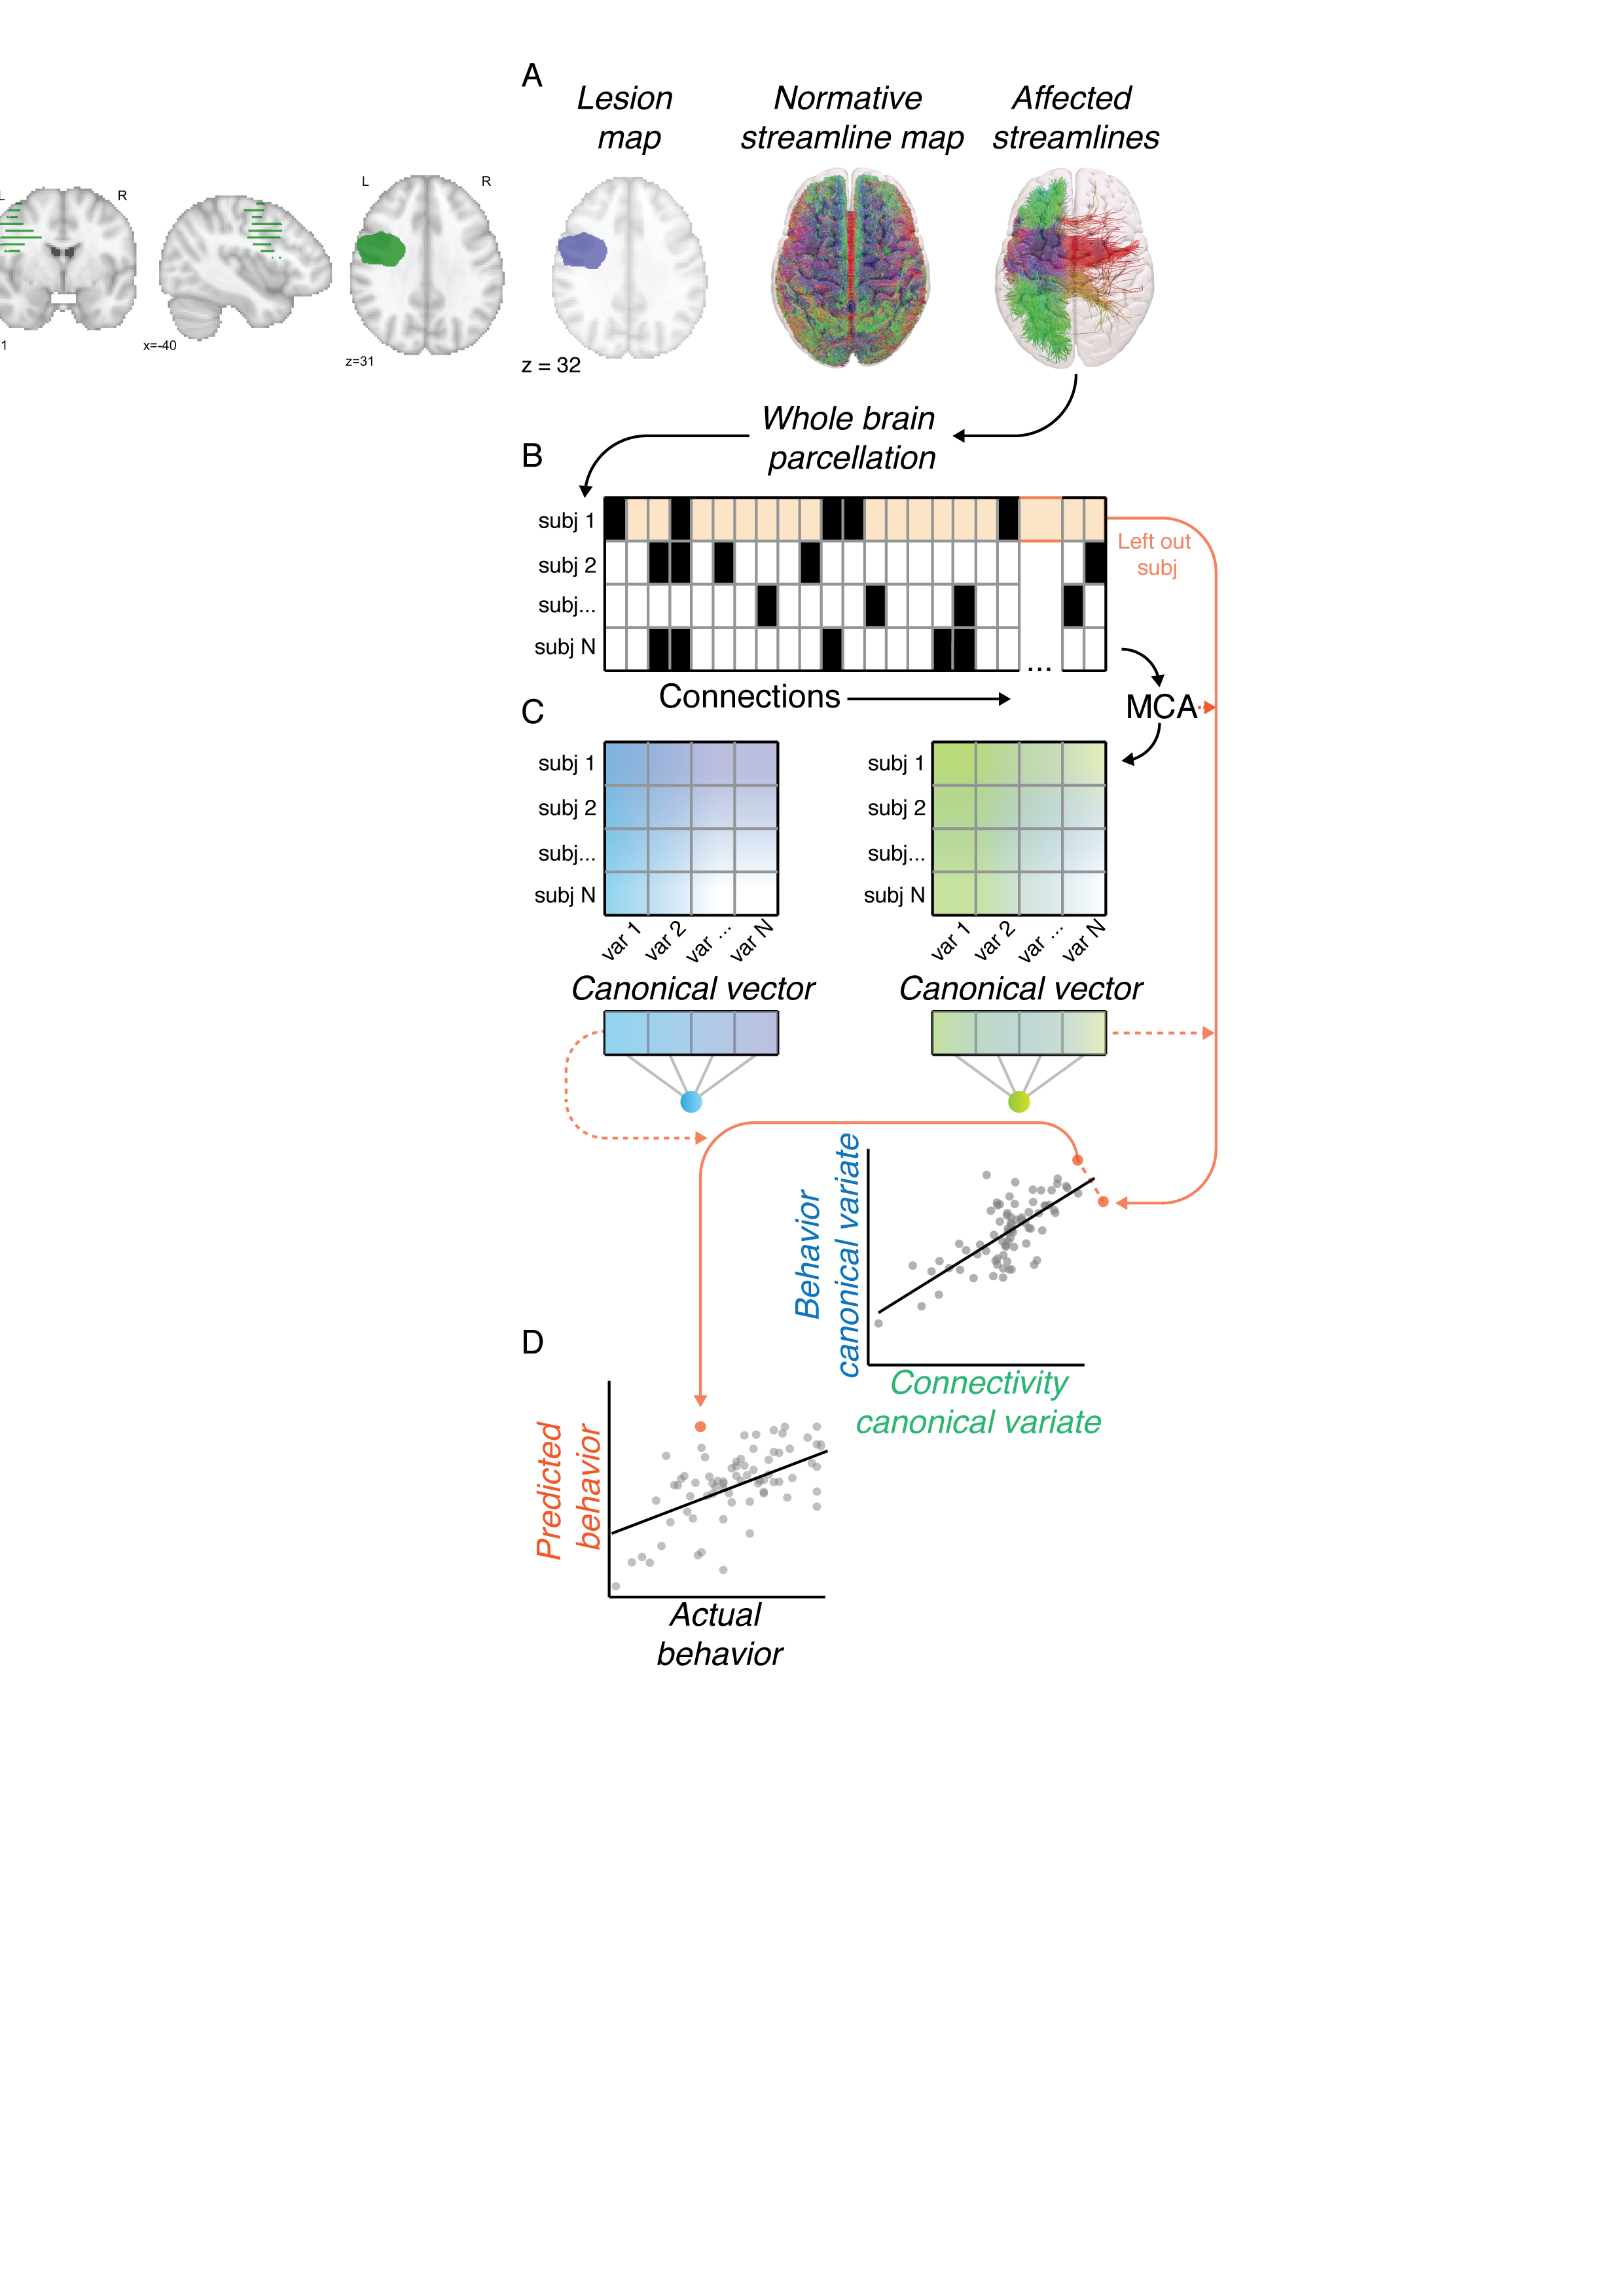 A
Lesion
map
Normative
streamline map
Affected
streamlines
L
R
L
R
1
x=-40
z=31
z = 32
Whole brain
parcellation
B
subj 1
subj 2
subj...
subj N
Left out
subj
...
Connections
MCA
C
subj 1
subj 2
subj...
subj N
var 1
var 2
var ...
var N
subj 1
subj 2
subj...
subj N
var 1
var 2
var ...
var N
Canonical vector
Canonical vector
Behavior
canonical variate
Connectivity
canonical variate
D
Predicted
behavior
Actual
behavior